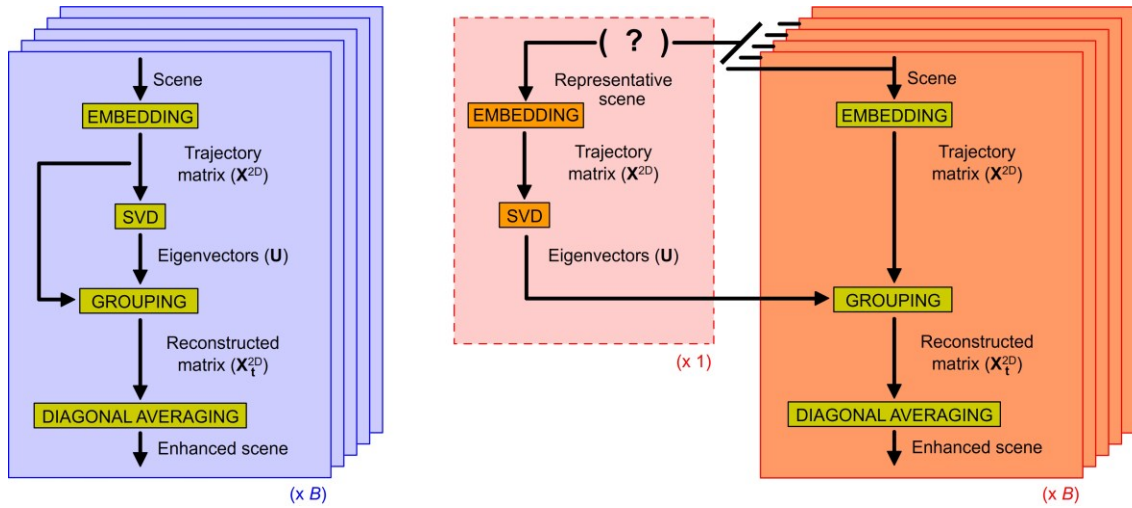 Scene
EMBEDDING
Trajectory
matrix (X²ᴰ)
SVD
Eigenvectors (U)
GROUPING
Reconstructed
matrix (Xₜ²ᴰ)
DIAGONAL AVERAGING
Enhanced scene
(x B)
( ? )
Representative
scene
EMBEDDING
Trajectory
matrix (X²ᴰ)
SVD
Eigenvectors (U)
(x 1)
Scene
EMBEDDING
Trajectory
matrix (X²ᴰ)
GROUPING
Reconstructed
matrix (Xₜ²ᴰ)
DIAGONAL AVERAGING
Enhanced scene
(x B)